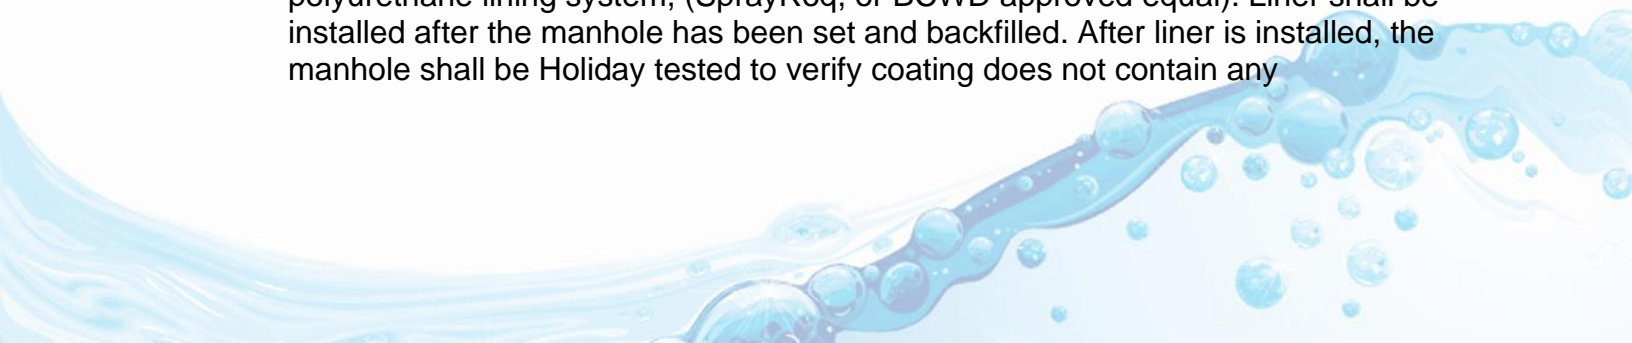 polyurethane lining system, (SprayRoq, or BCWD approved equal). Liner shall be
installed after the manhole has been set and backfilled. After liner is installed, the
manhole shall be Holiday tested to verify coating does not contain any